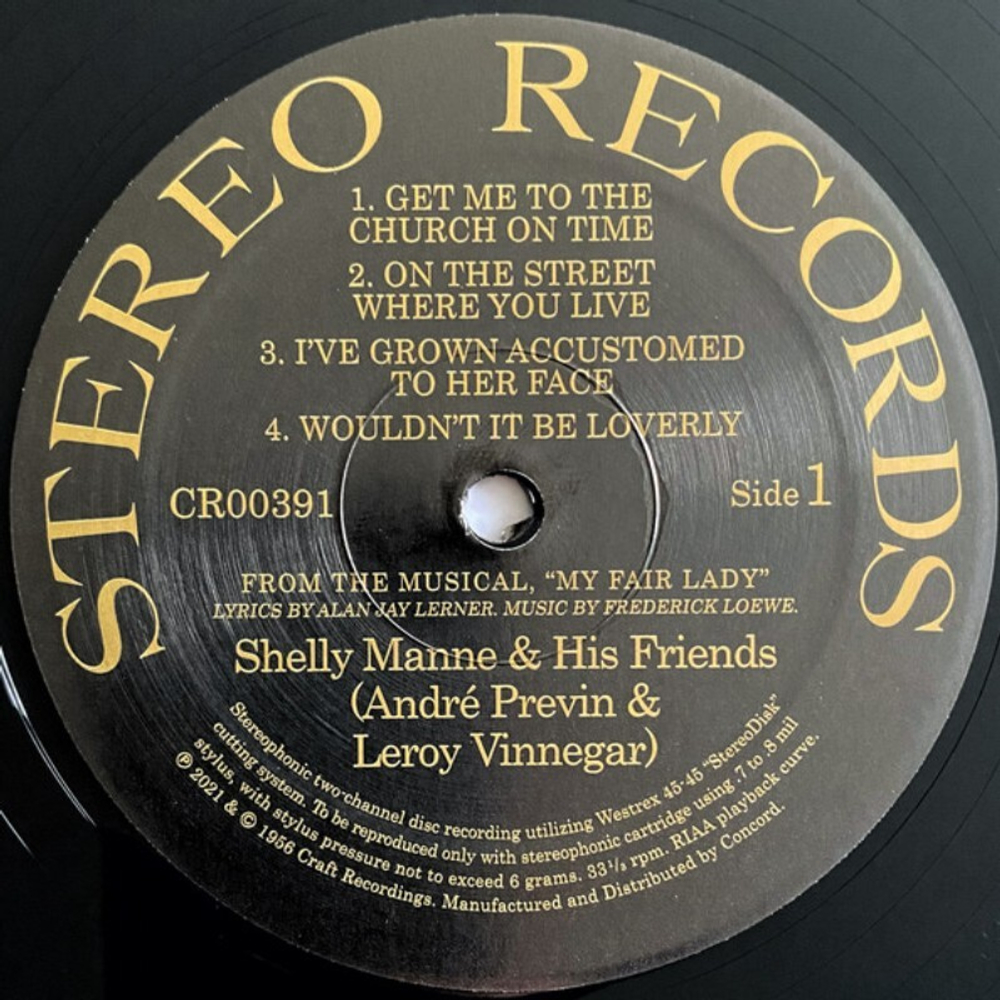 STEREO RECORDS
1. GET ME TO THE
CHURCH ON TIME
2. ON THE STREET
WHERE YOU LIVE
3. I'VE GROWN ACCUSTOMED
TO HER FACE
4. WOULDN'T IT BE LOVERLY
CR00391
Side 1
FROM THE MUSICAL, “MY FAIR LADY”
LYRICS BY ALAN JAY LERNER. MUSIC BY FREDERICK LOEWE.
Shelly Manne & His Friends
(André Previn &
Leroy Vinnegar)
Stereophonic two-channel disc recording utilizing Westrex 45-45 “StereoDisk”
cutting system. To be reproduced only with stereophonic cartridge using .7 to .8 mil
stylus, with stylus pressure not to exceed 6 grams. 33⅓ rpm. RIAA playback curve.
℗ 2021 & © 1956 Craft Recordings. Manufactured and Distributed by Concord.